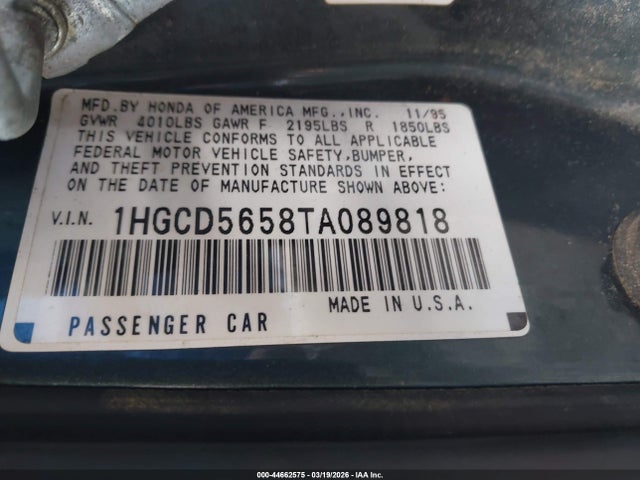 MFD.BY HONDA OF AMERICA MFG.,INC. 11/95
GVWR 4010LBS GAWR F 2195LBS R 1850LBS
THIS VEHICLE CONFORMS TO ALL APPLICABLE
FEDERAL MOTOR VEHICLE SAFETY,BUMPER,
AND THEFT PREVENTION STANDARDS IN EFFECT
ON THE DATE OF MANUFACTURE SHOWN ABOVE:
V.I.N. 1HGCD5658TA089818
MADE IN U.S.A.
PASSENGER CAR
000-44662575 - 03/19/2026 - IAA Inc.